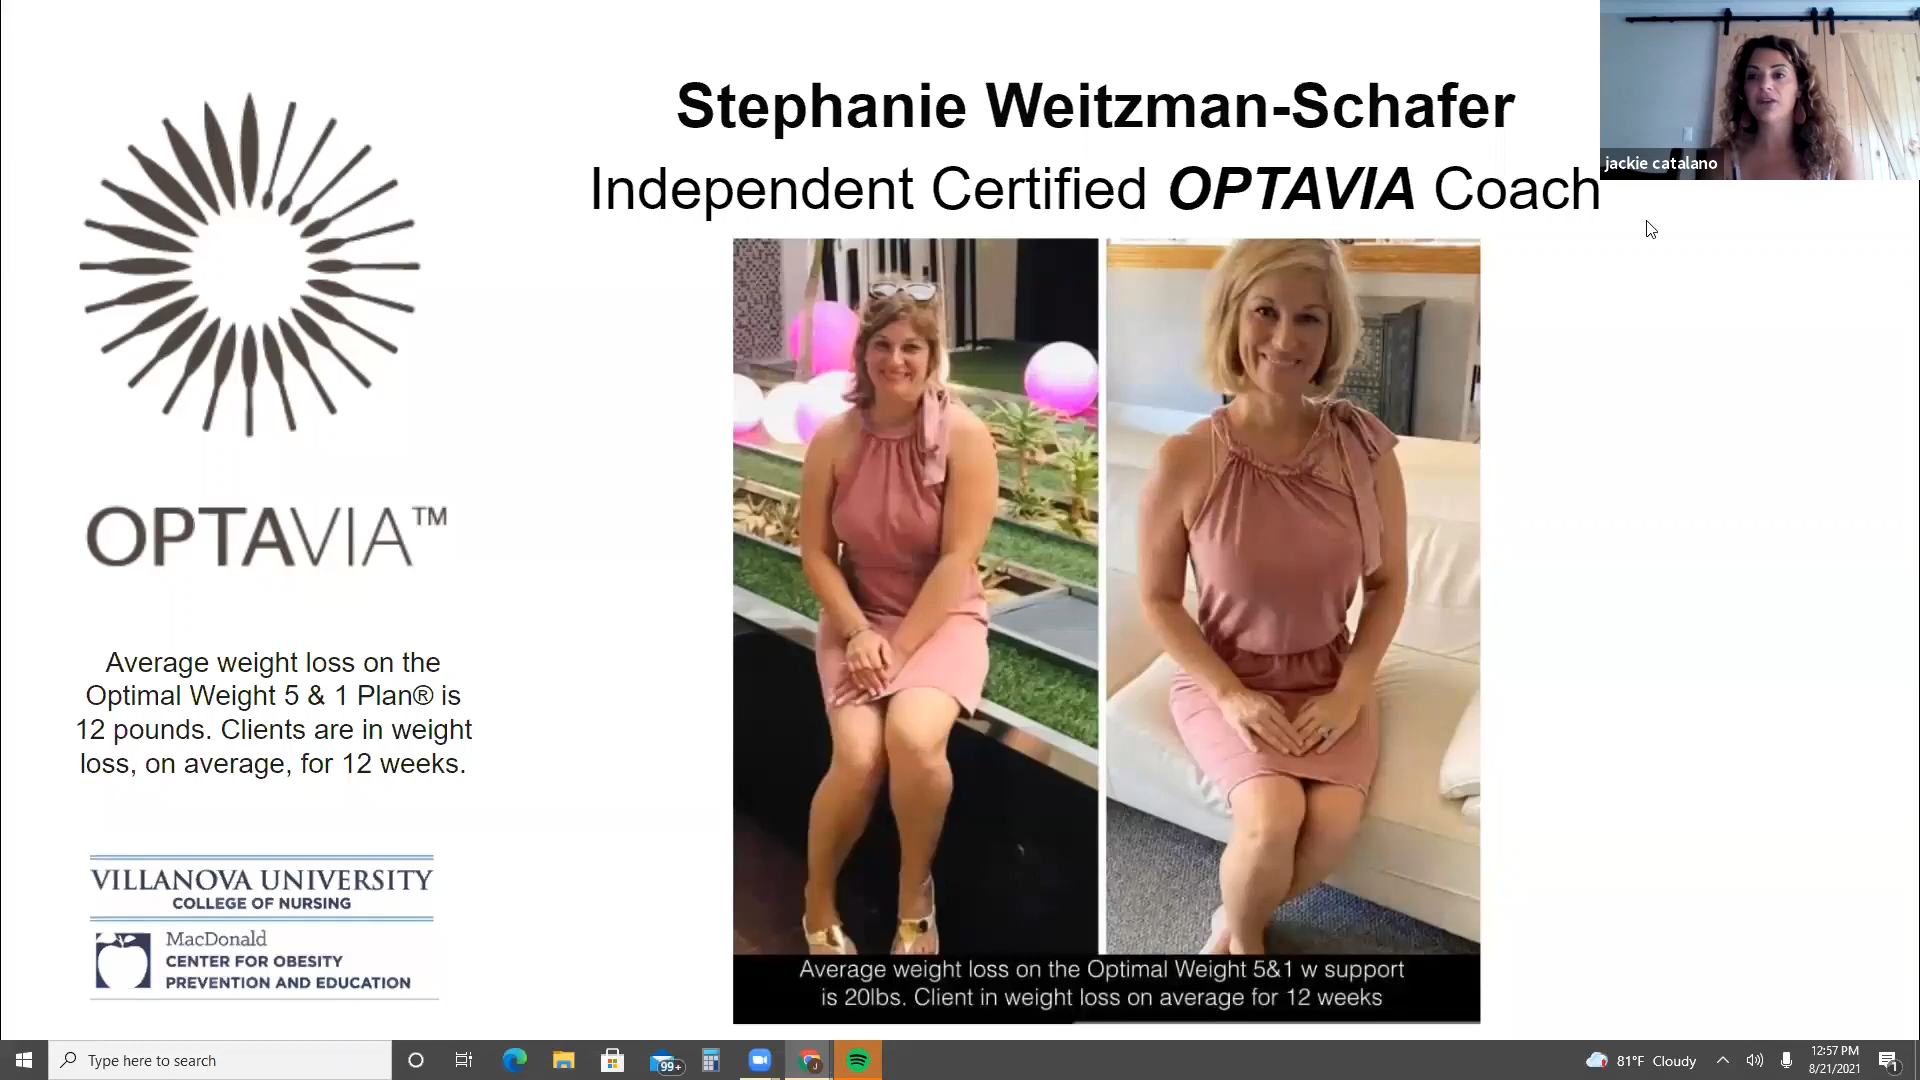 Stephanie Weitzman-Schafer
Independent Certified OPTAVIA Coach
jackie catalano
OPTAVIA™
Average weight loss on the
Optimal Weight 5 & 1 Plan® is
12 pounds. Clients are in weight
loss, on average, for 12 weeks.
VILLANOVA UNIVERSITY
COLLEGE OF NURSING
MacDonald
CENTER FOR OBESITY
PREVENTION AND EDUCATION
Average weight loss on the Optimal Weight 5&1 w support
is 20lbs. Client in weight loss on average for 12 weeks
Type here to search
99+
J
81°F Cloudy
12:57 PM
8/21/2021
1